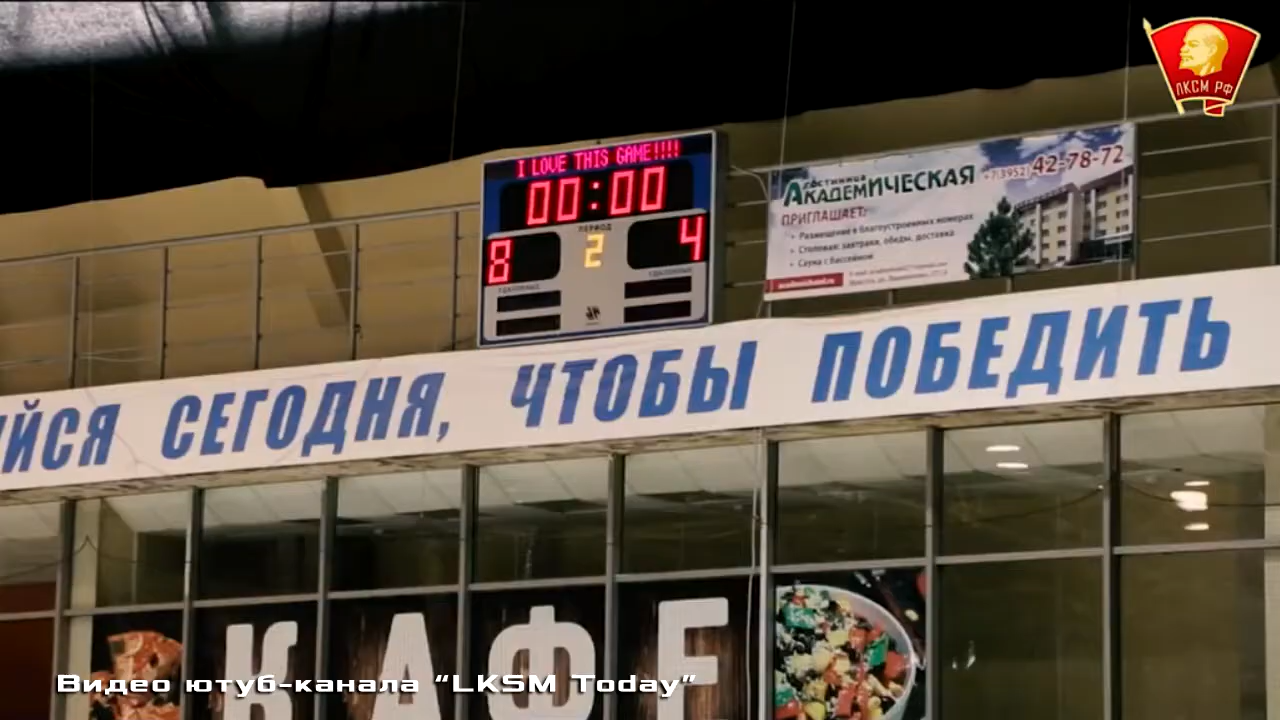 ЛКСМ РФ
I LOVE THIS GAME!!!!
00:00
ПЕРИОД
8 2 4
ГОСТИНИЦА
АКАДЕМИЧЕСКАЯ
+7(3952) 42-78-72
ПРИГЛАШАЕТ:
• Размещение в благоустроенных номерах
• Столовая: завтраки, обеды, доставка
• Сауна с бассейном
ЙСЯ СЕГОДНЯ, ЧТОБЫ ПОБЕДИТЬ
КАФЕ
Видео ютуб-канала “LKSM Today”